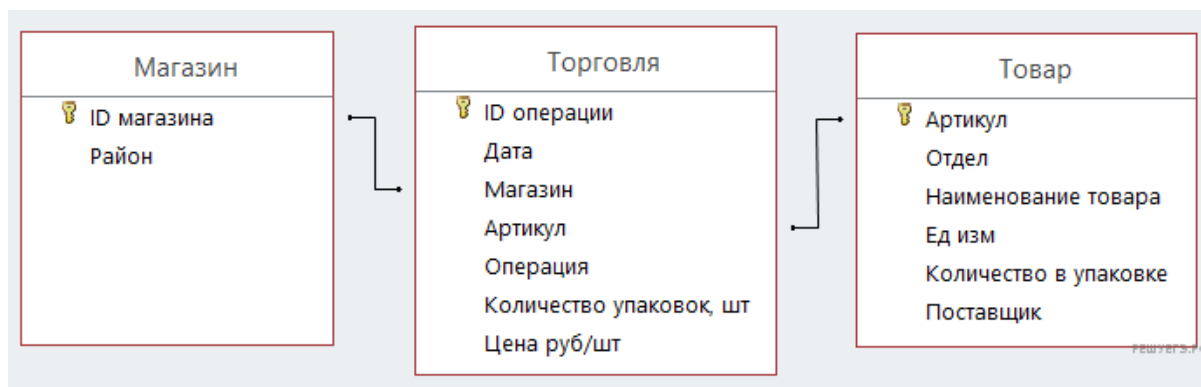 Магазин
ID магазина
Район
Торговля
ID операции
Дата
Магазин
Артикул
Операция
Количество упаковок, шт
Цена руб/шт
Товар
Артикул
Отдел
Наименование товара
Ед изм
Количество в упаковке
Поставщик